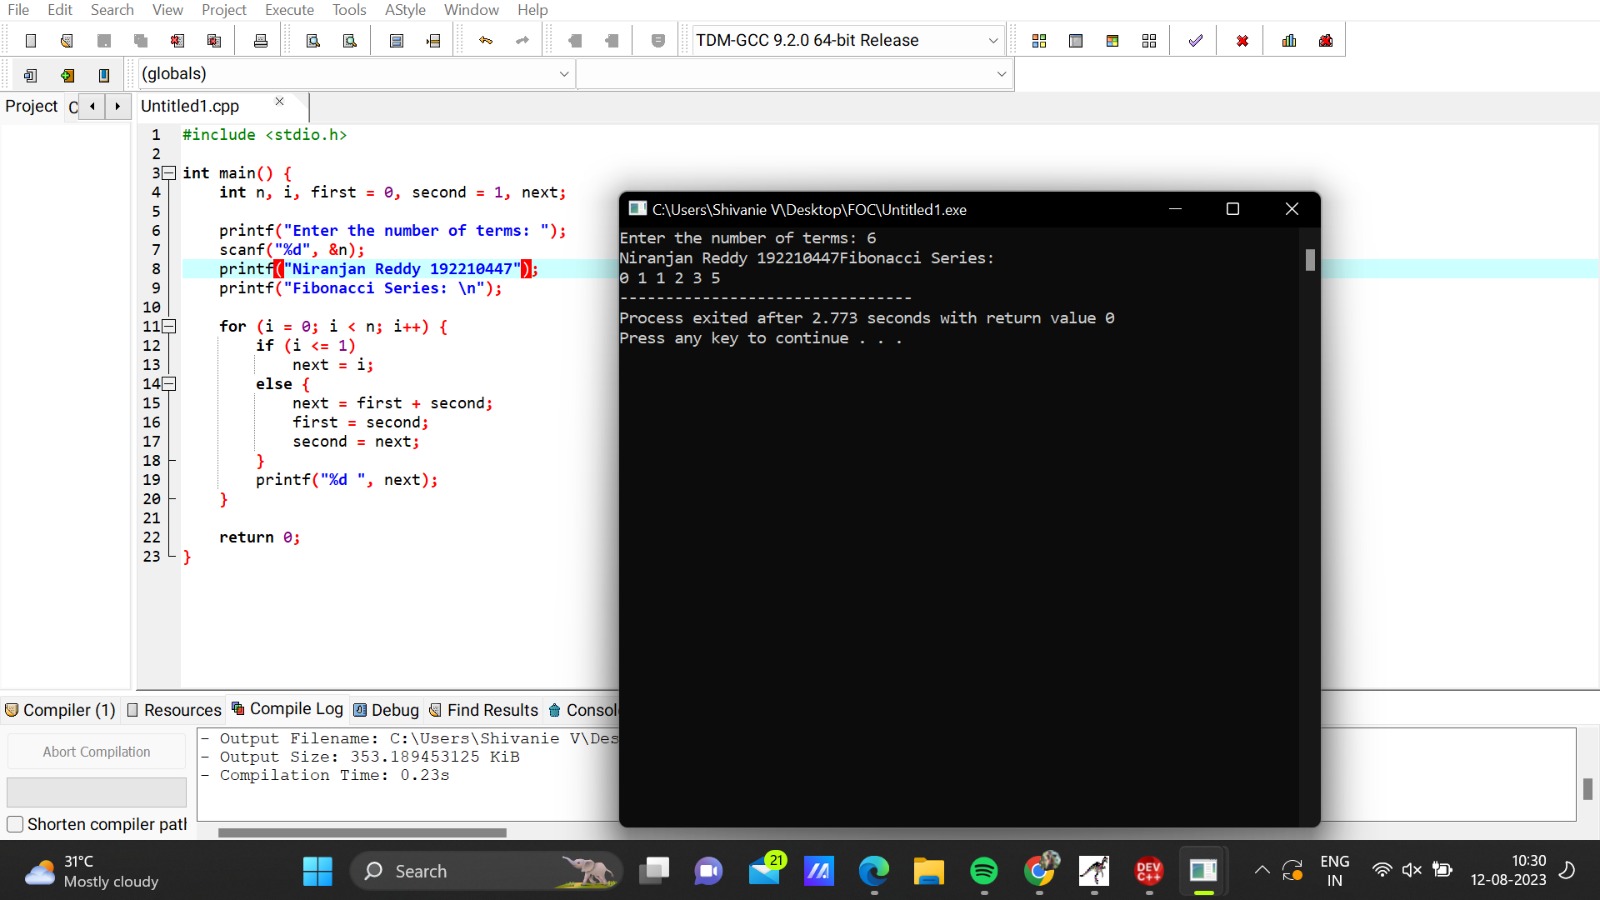 File Edit Search View Project Execute Tools AStyle Window Help
TDM-GCC 9.2.0 64-bit Release
(globals)
Project C Untitled1.cpp
1 #include <stdio.h>
2
3 int main() {
4 int n, i, first = 0, second = 1, next;
5
6 printf("Enter the number of terms: ");
7 scanf("%d", &n);
8 printf("Niranjan Reddy 192210447");
9 printf("Fibonacci Series: \n");
10
11 for (i = 0; i < n; i++) {
12 if (i <= 1)
13 next = i;
14 else {
15 next = first + second;
16 first = second;
17 second = next;
18 }
19 printf("%d ", next);
20 }
21
22 return 0;
23 }
C:\Users\Shivanie V\Desktop\FOC\Untitled1.exe
Enter the number of terms: 6
Niranjan Reddy 192210447Fibonacci Series:
0 1 1 2 3 5
--------------------------------
Process exited after 2.773 seconds with return value 0
Press any key to continue . . .
Compiler (1) Resources Compile Log Debug Find Results Consol
Abort Compilation
Shorten compiler path
- Output Filename: C:\Users\Shivanie V\Des
- Output Size: 353.189453125 KiB
- Compilation Time: 0.23s
31°C
Mostly cloudy
Search
21
DEV
C++
ENG
IN
10:30
12-08-2023